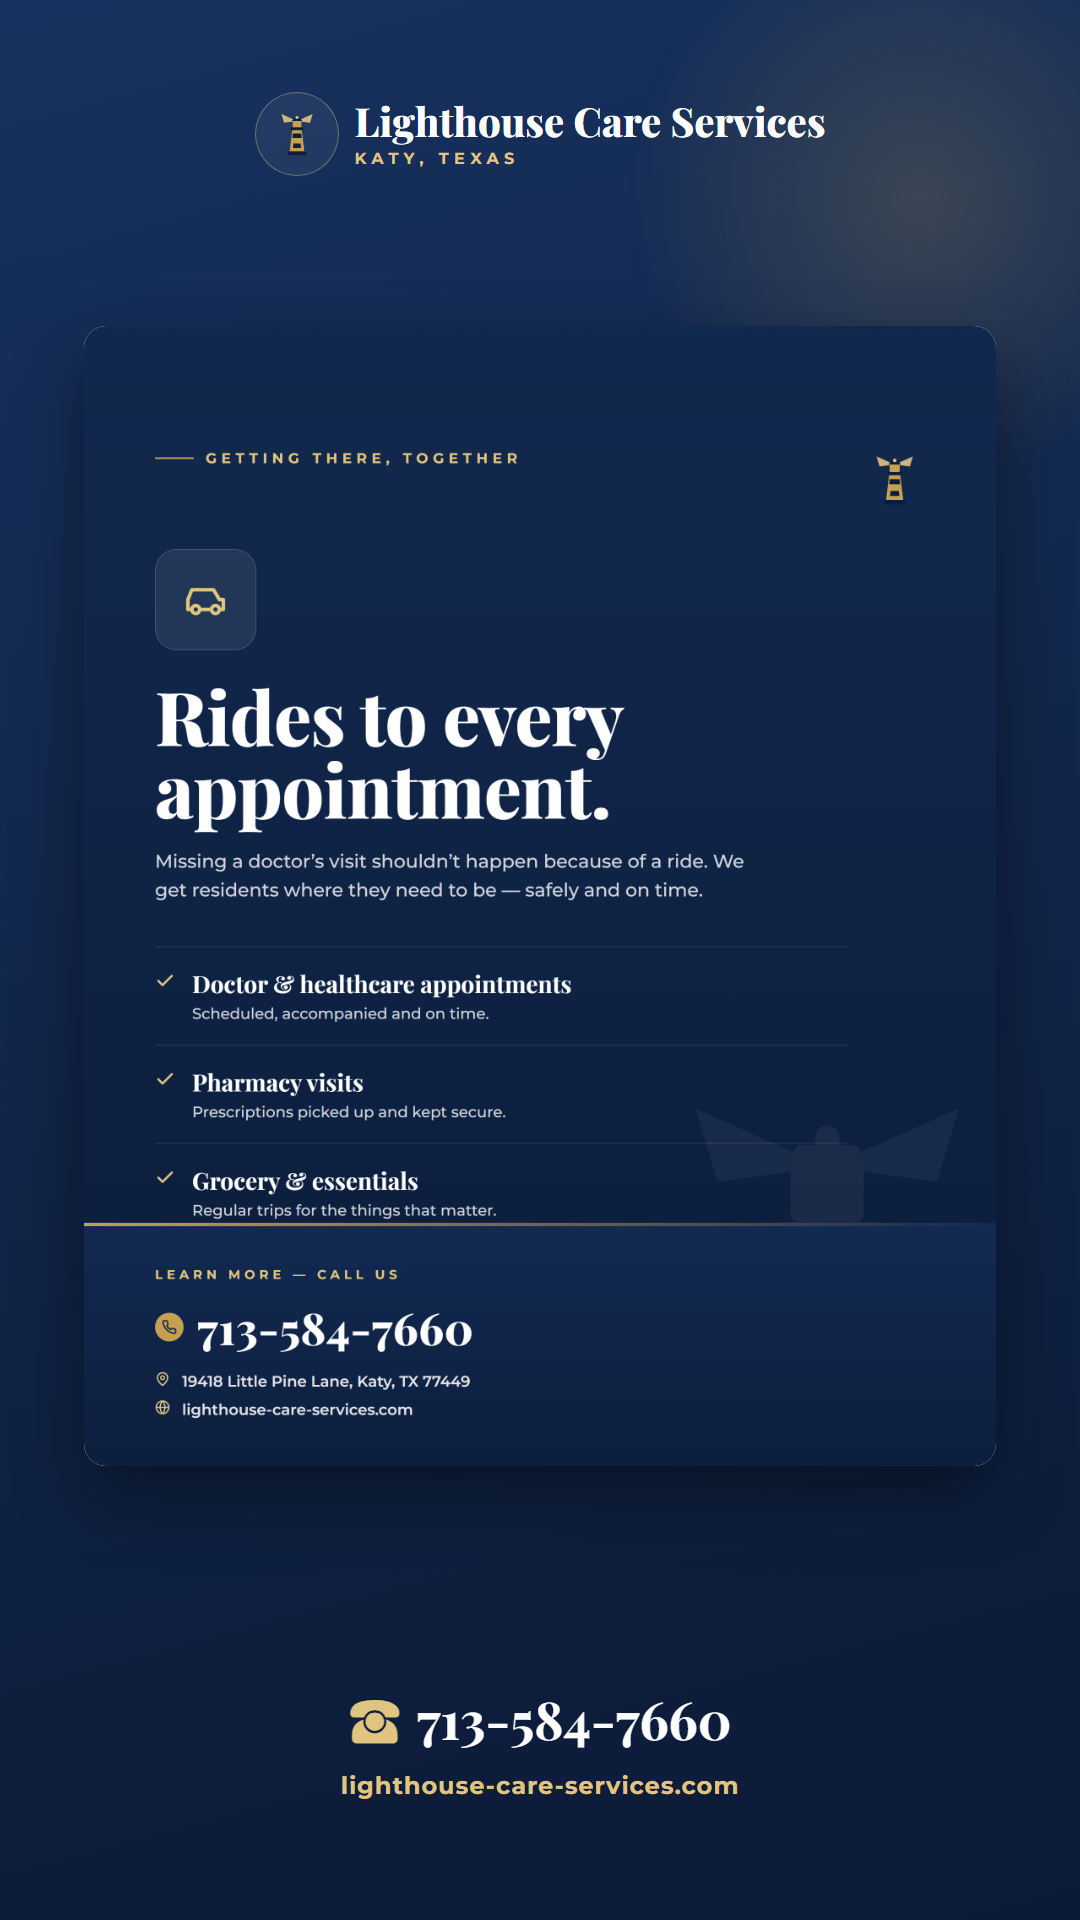 Lighthouse Care Services
KATY, TEXAS
GETTING THERE, TOGETHER
Rides to every
appointment.
Missing a doctor’s visit shouldn’t happen because of a ride. We
get residents where they need to be — safely and on time.
Doctor & healthcare appointments
Scheduled, accompanied and on time.
Pharmacy visits
Prescriptions picked up and kept secure.
Grocery & essentials
Regular trips for the things that matter.
LEARN MORE — CALL US
713-584-7660
19418 Little Pine Lane, Katy, TX 77449
lighthouse-care-services.com
713-584-7660
lighthouse-care-services.com